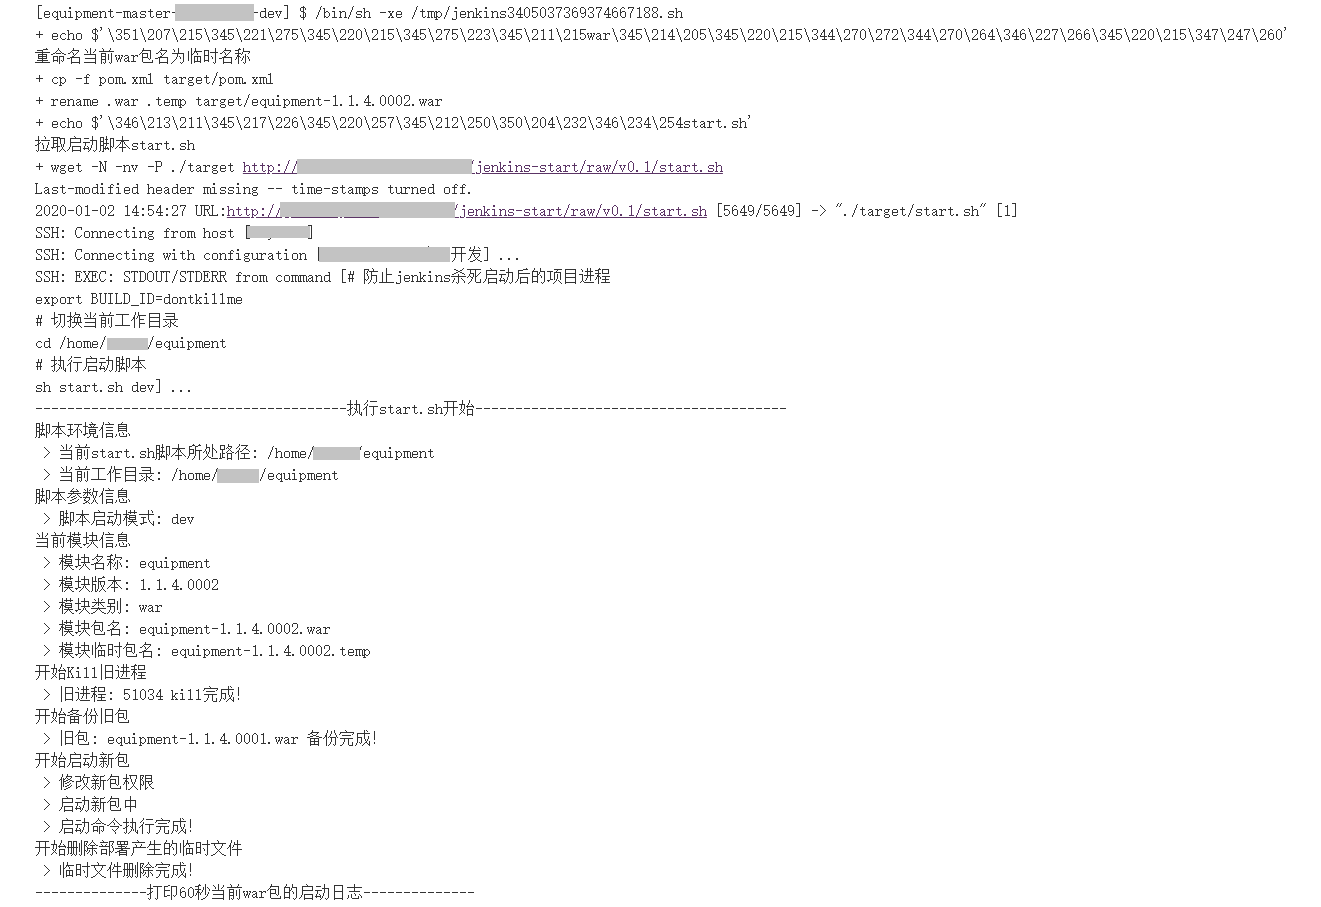 [equipment-master- -dev] $ /bin/sh -xe /tmp/jenkins3405037369374667188.sh
+ echo $'\351\207\215\345\221\275\345\220\215\345\275\223\345\211\215war\345\214\205\345\220\215\344\270\272\344\270\264\346\227\266\345\220\215\347\247\260'
重命名当前war包名为临时名称
+ cp -f pom.xml target/pom.xml
+ rename .war .temp target/equipment-1.1.4.0002.war
+ echo $'\346\213\211\345\217\226\345\220\257\345\212\250\350\204\232\346\234\254start.sh'
拉取启动脚本start.sh
+ wget -N -nv -P ./target http:// /jenkins-start/raw/v0.1/start.sh
Last-modified header missing -- time-stamps turned off.
2020-01-02 14:54:27 URL:http:// /jenkins-start/raw/v0.1/start.sh [5649/5649] -> "./target/start.sh" [1]
SSH: Connecting from host [ ]
SSH: Connecting with configuration [ 开发] ...
SSH: EXEC: STDOUT/STDERR from command [# 防止jenkins杀死启动后的项目进程
export BUILD_ID=dontkillme
# 切换当前工作目录
cd /home/ /equipment
# 执行启动脚本
sh start.sh dev] ...
---------------------------------------执行start.sh开始---------------------------------------
脚本环境信息
> 当前start.sh脚本所处路径: /home/ /equipment
> 当前工作目录: /home/ /equipment
脚本参数信息
> 脚本启动模式: dev
当前模块信息
> 模块名称: equipment
> 模块版本: 1.1.4.0002
> 模块类别: war
> 模块包名: equipment-1.1.4.0002.war
> 模块临时包名: equipment-1.1.4.0002.temp
开始Kill旧进程
> 旧进程: 51034 kill完成!
开始备份旧包
> 旧包: equipment-1.1.4.0001.war 备份完成!
开始启动新包
> 修改新包权限
> 启动新包中
> 启动命令执行完成!
开始删除部署产生的临时文件
> 临时文件删除完成!
--------------打印60秒当前war包的启动日志--------------